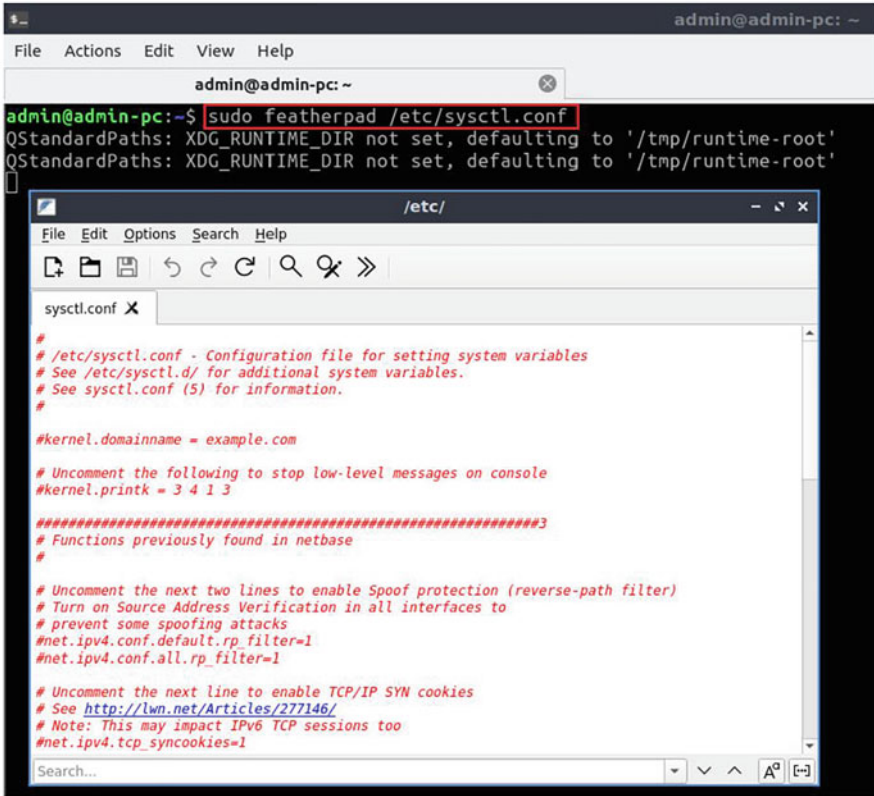 $_ admin@admin-pc: ~
File Actions Edit View Help
admin@admin-pc: ~
admin@admin-pc:~$ sudo featherpad /etc/sysctl.conf
QStandardPaths: XDG_RUNTIME_DIR not set, defaulting to '/tmp/runtime-root'
QStandardPaths: XDG_RUNTIME_DIR not set, defaulting to '/tmp/runtime-root'
/etc/
File Edit Options Search Help
sysctl.conf
#
# /etc/sysctl.conf - Configuration file for setting system variables
# See /etc/sysctl.d/ for additional system variables.
# See sysctl.conf (5) for information.
#
#kernel.domainname = example.com
# Uncomment the following to stop low-level messages on console
#kernel.printk = 3 4 1 3
##############################################################3
# Functions previously found in netbase
#
# Uncomment the next two lines to enable Spoof protection (reverse-path filter)
# Turn on Source Address Verification in all interfaces to
# prevent some spoofing attacks
#net.ipv4.conf.default.rp_filter=1
#net.ipv4.conf.all.rp_filter=1
# Uncomment the next line to enable TCP/IP SYN cookies
# See http://lwn.net/Articles/277146/
# Note: This may impact IPv6 TCP sessions too
#net.ipv4.tcp_syncookies=1
Search...